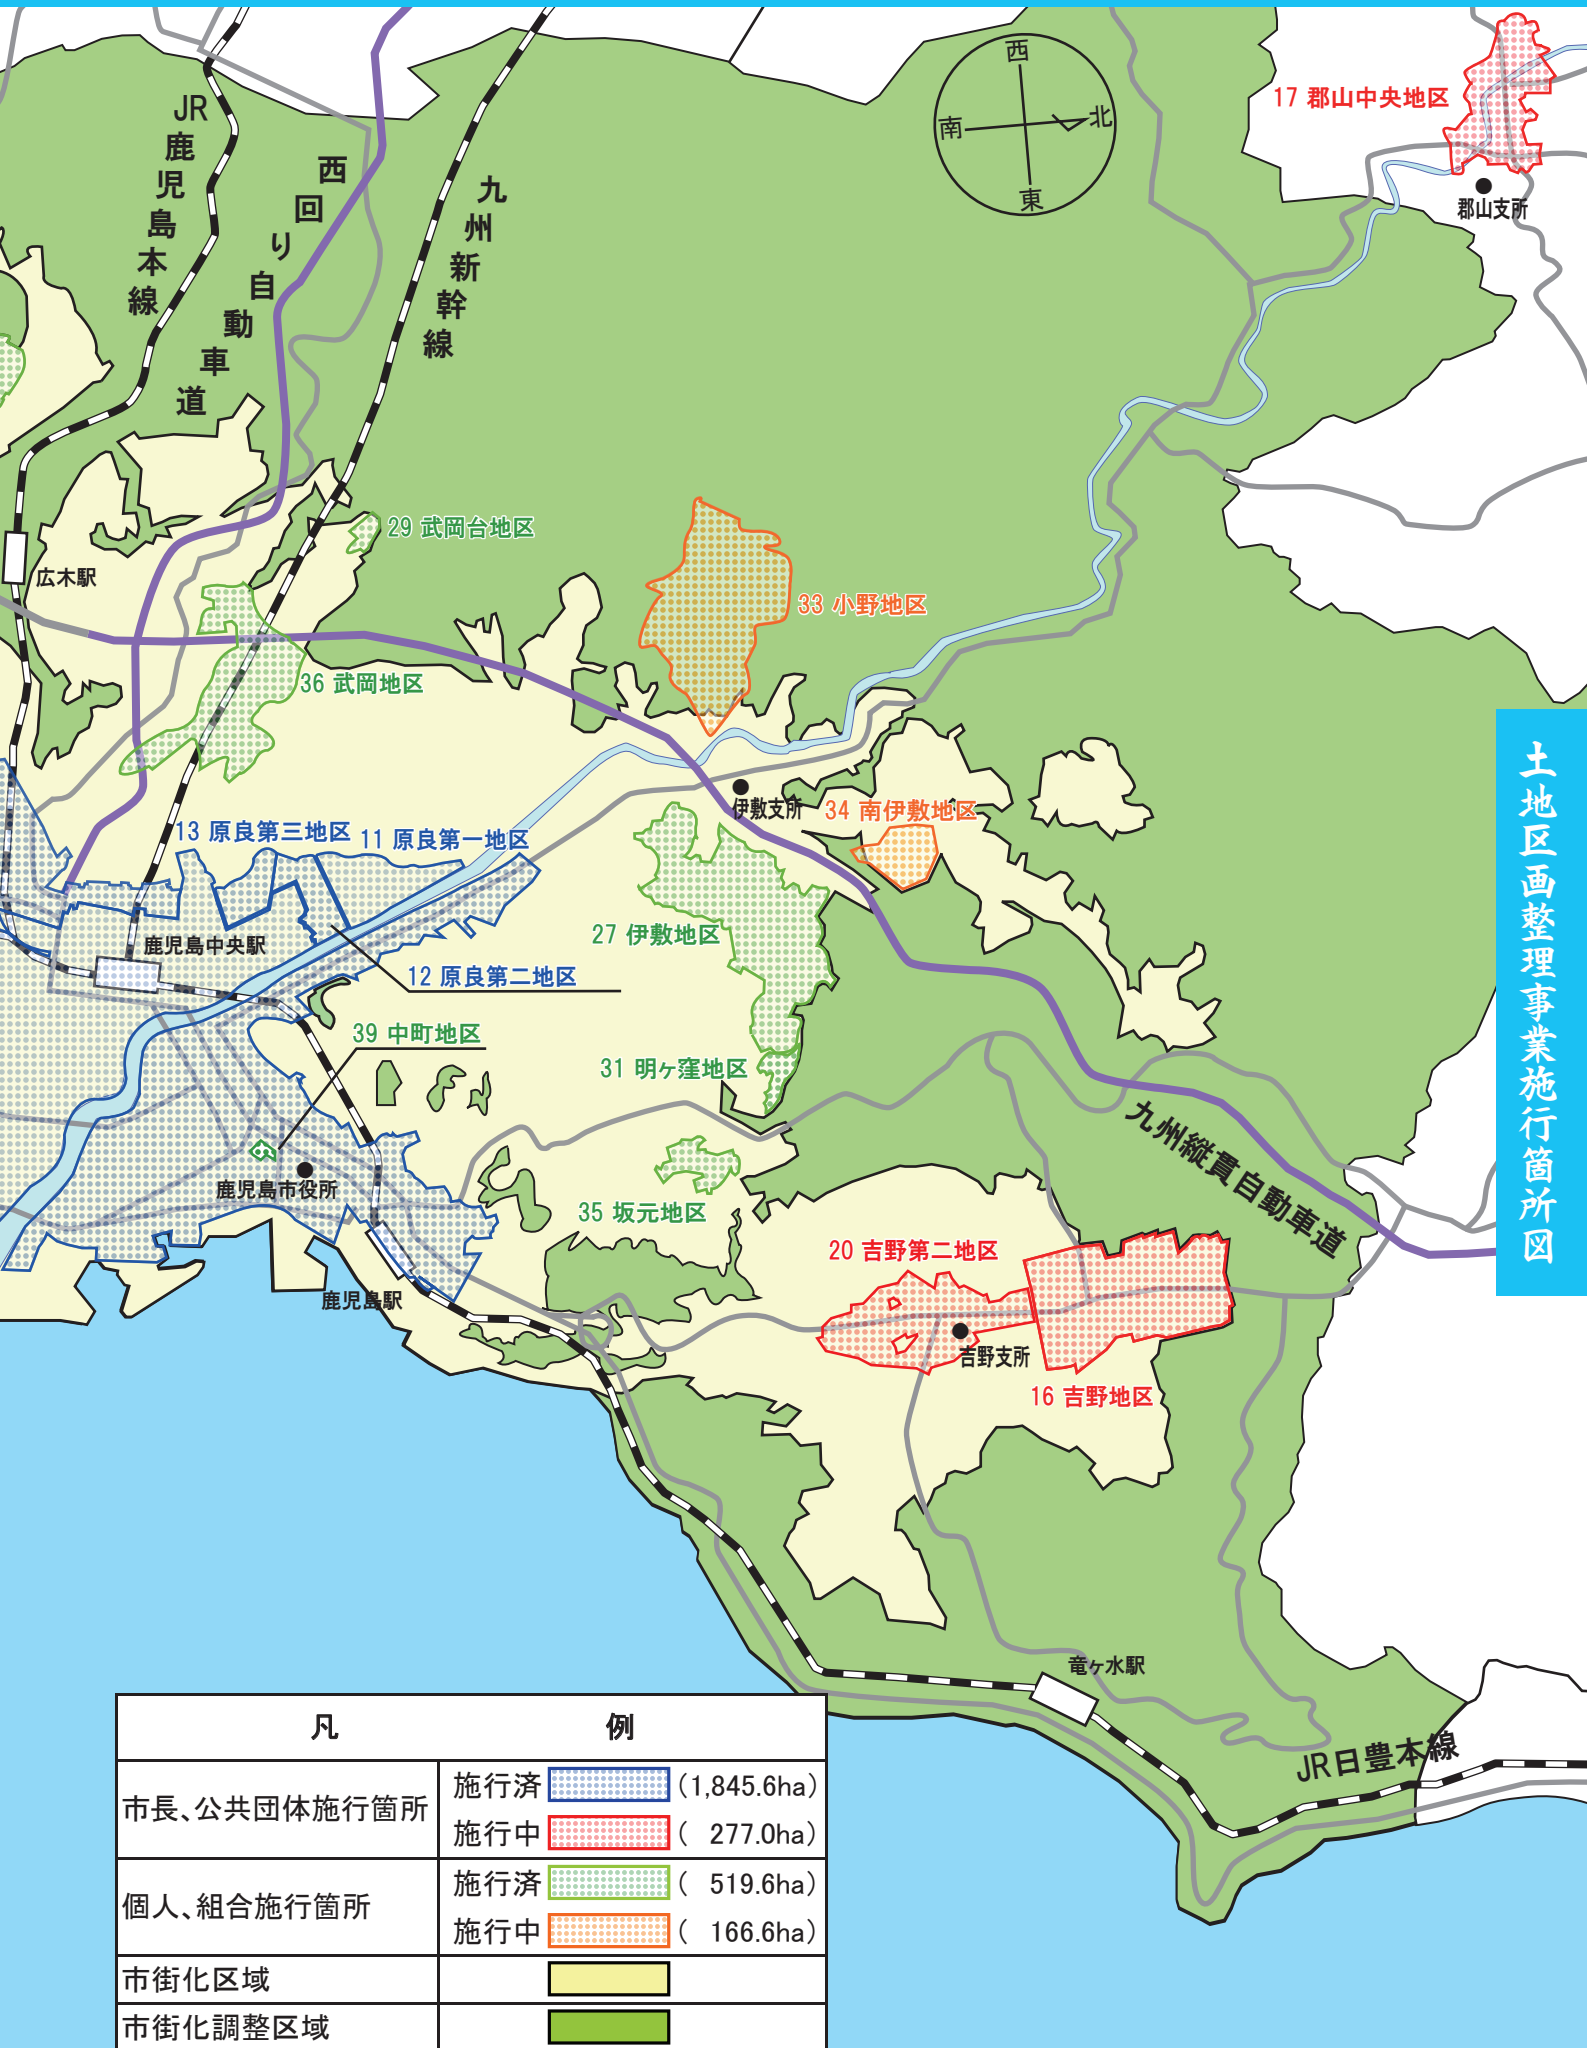 西
南
北
東
17 郡山中央地区
郡山支所
JR鹿児島本線
西回り自動車道
九州新幹線
29 武岡台地区
33 小野地区
広木駅
36 武岡地区
土地区画整理事業施行箇所図
伊敷支所
34 南伊敷地区
13 原良第三地区
11 原良第一地区
27 伊敷地区
鹿児島中央駅
12 原良第二地区
39 中町地区
31 明ヶ窪地区
九州縦貫自動車道
鹿児島市役所
35 坂元地区
20 吉野第二地区
鹿児島駅
吉野支所
16 吉野地区
竜ヶ水駅
JR日豊本線
凡 例
市長、公共団体施行箇所
施行済 (1,845.6ha)
施行中 ( 277.0ha)
個人、組合施行箇所
施行済 ( 519.6ha)
施行中 ( 166.6ha)
市街化区域
市街化調整区域